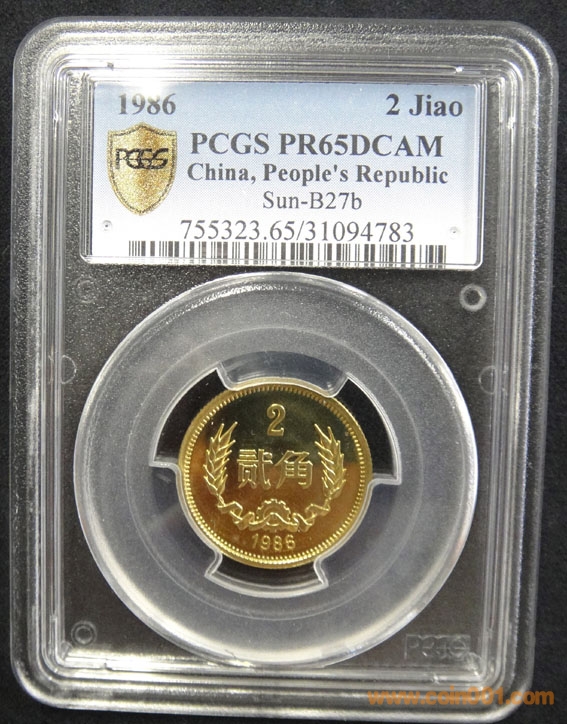 1986 2 Jiao
PCGS
PCGS PR65DCAM
China, People's Republic
Sun-B27b
755323.65/31094783
2
贰角
1986
PCGS
www.coin001.com